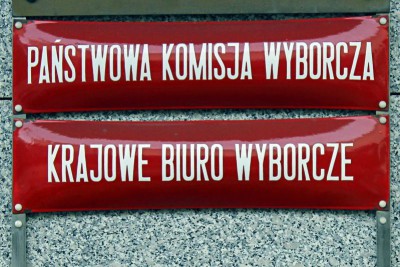 PAŃSTWOWA KOMISJA WYBORCZA
KRAJOWE BIURO WYBORCZE